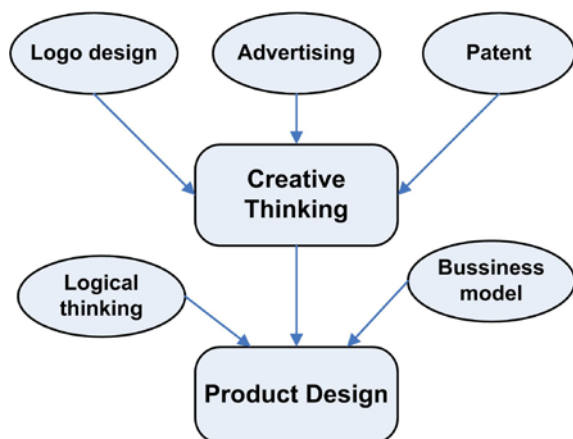 Logo design
Advertising
Patent
Creative
Thinking
Logical
thinking
Bussiness
model
Product Design